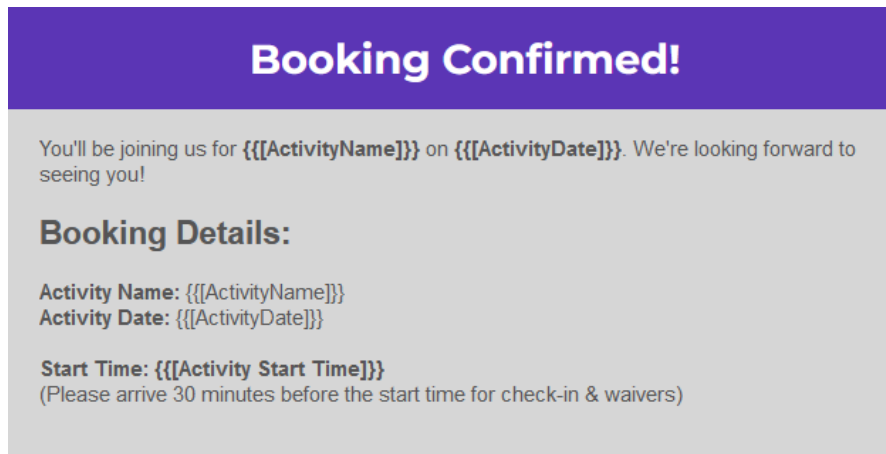 Booking Confirmed!
You'll be joining us for {{[ActivityName]}} on {{[ActivityDate]}}. We're looking forward to
seeing you!
Booking Details:
Activity Name: {{[ActivityName]}}
Activity Date: {{[ActivityDate]}}
Start Time: {{[Activity Start Time]}}
(Please arrive 30 minutes before the start time for check-in & waivers)